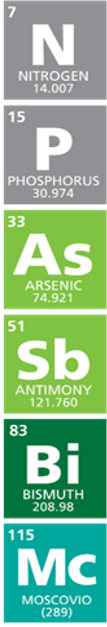 7
N
NITROGEN
14.007
15
P
PHOSPHORUS
30.974
33
As
ARSENIC
74.921
51
Sb
ANTIMONY
121.760
83
Bi
BISMUTH
208.98
115
Mc
MOSCOVIO
(289)